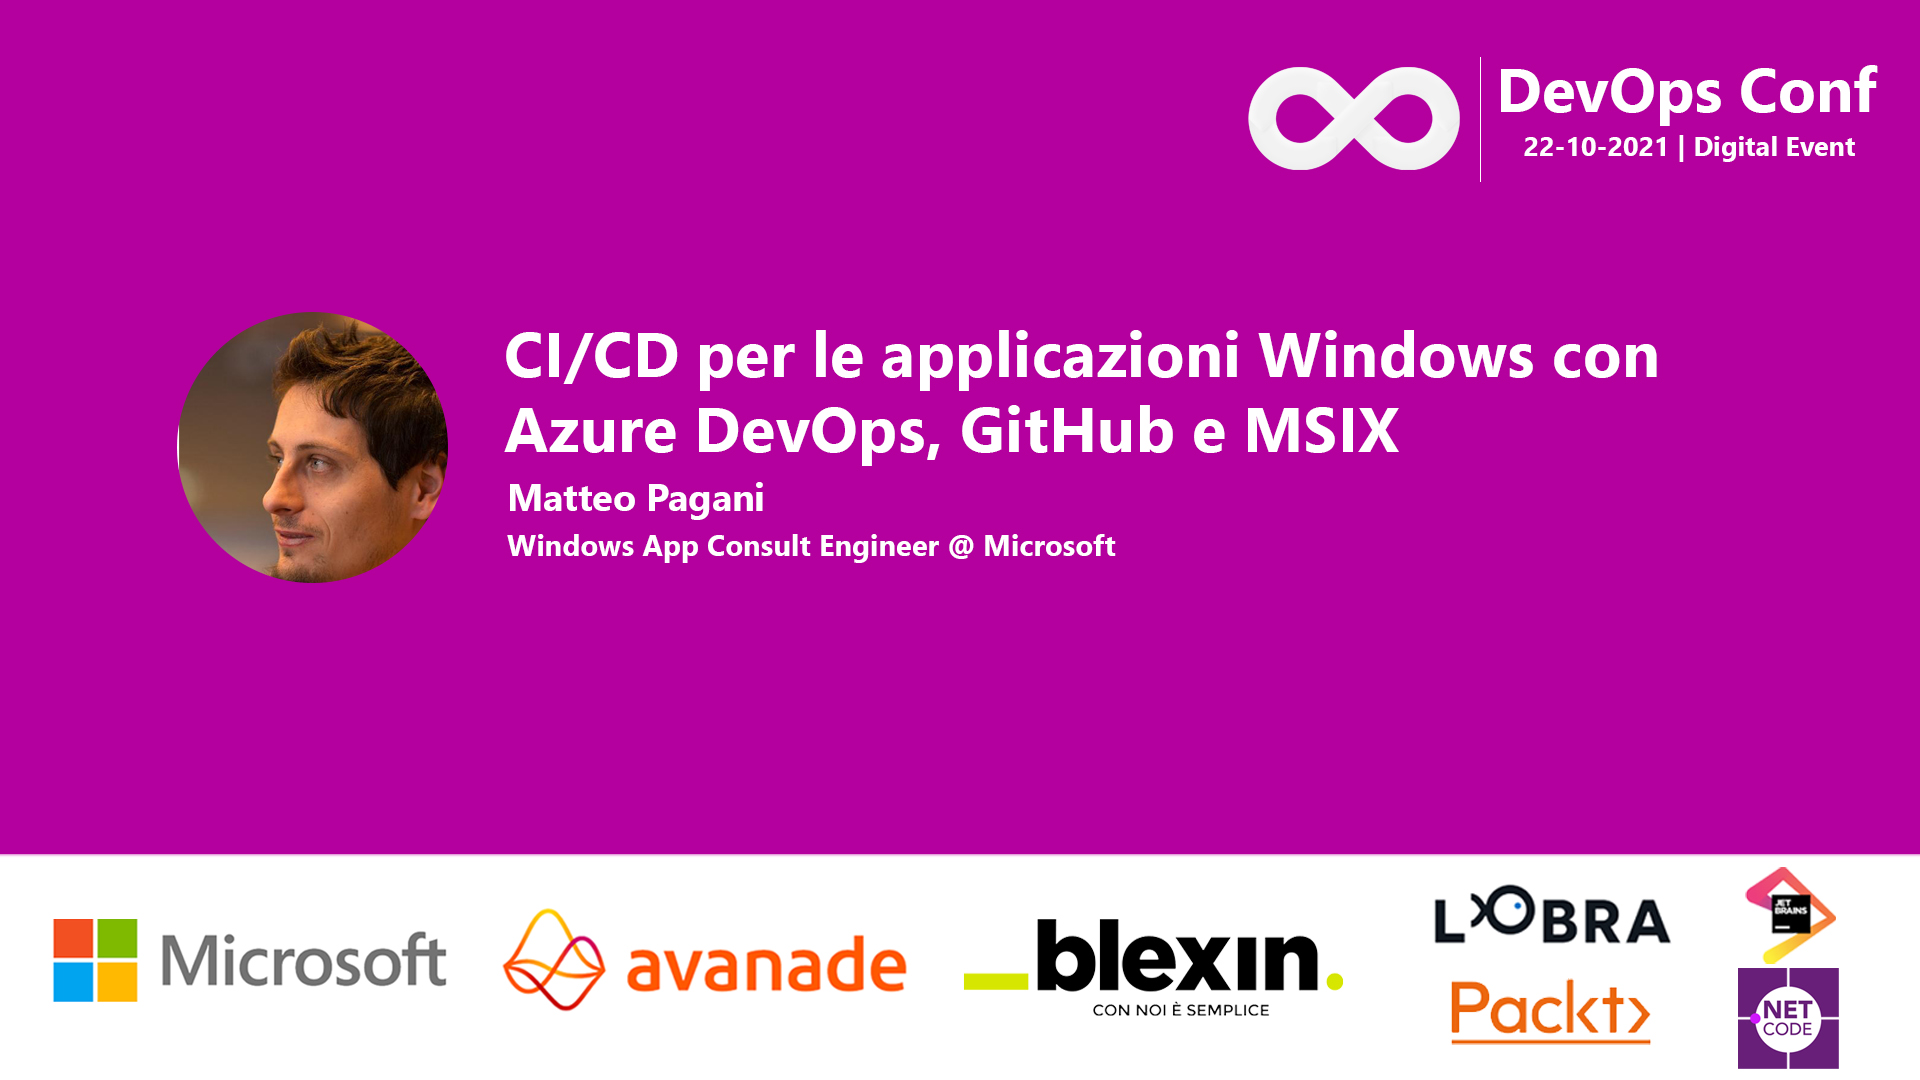 DevOps Conf
22-10-2021 | Digital Event
CI/CD per le applicazioni Windows con
Azure DevOps, GitHub e MSIX
Matteo Pagani
Windows App Consult Engineer @ Microsoft
Microsoft
avanade
blexin.
CON NOI È SEMPLICE
LOBRA
Packt>
JET
BRAINS
NET
CODE